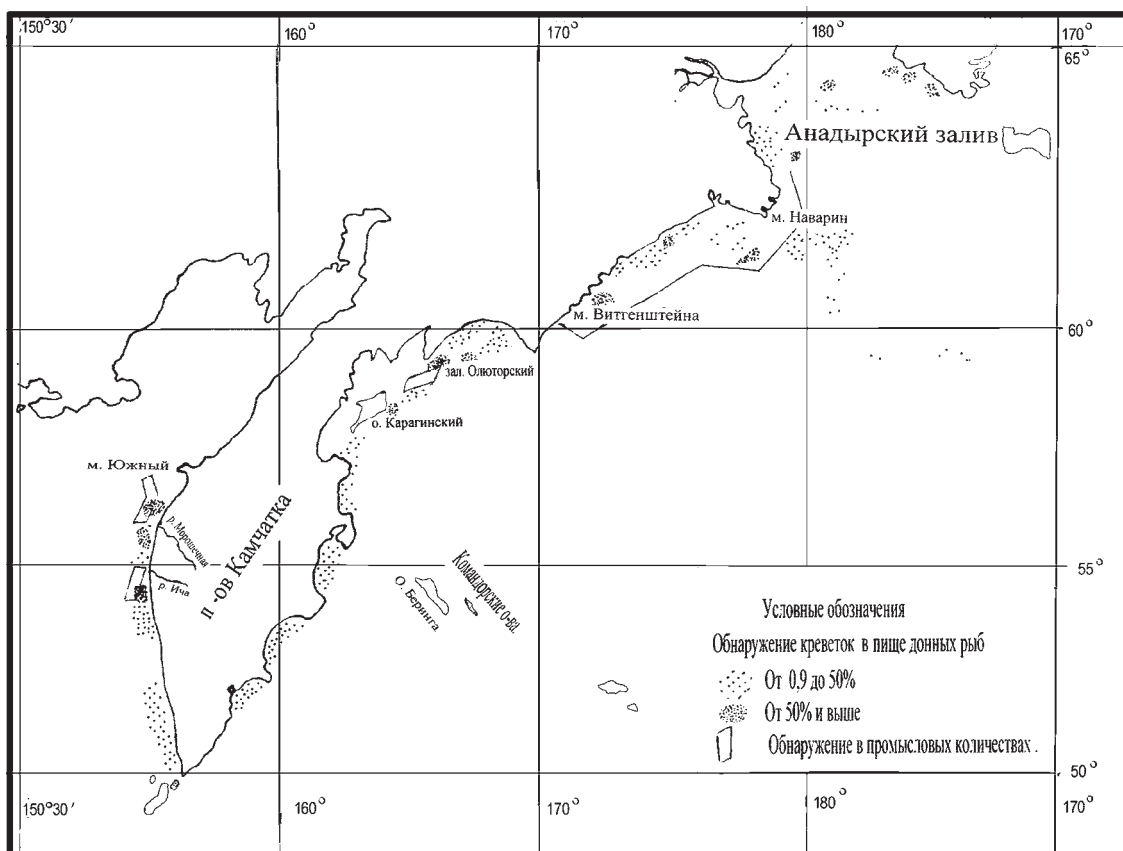 150°30′ 160° 170° 180° 170°
65°
Анадырский залив
м. Наварин
м. Витгенштейна
60°
зал. Олюторский
о. Карагинский
м. Южный
р. Морошечная
п -ов Камчатка
р. Ича
О. Беринга
Командорские о-ва.
55°
Условные обозначения
Обнаружение креветок в пище донных рыб
От 0,9 до 50%
От 50% и выше
Обнаружение в промысловых количествах .
50°
150°30′ 160° 170° 180° 170°